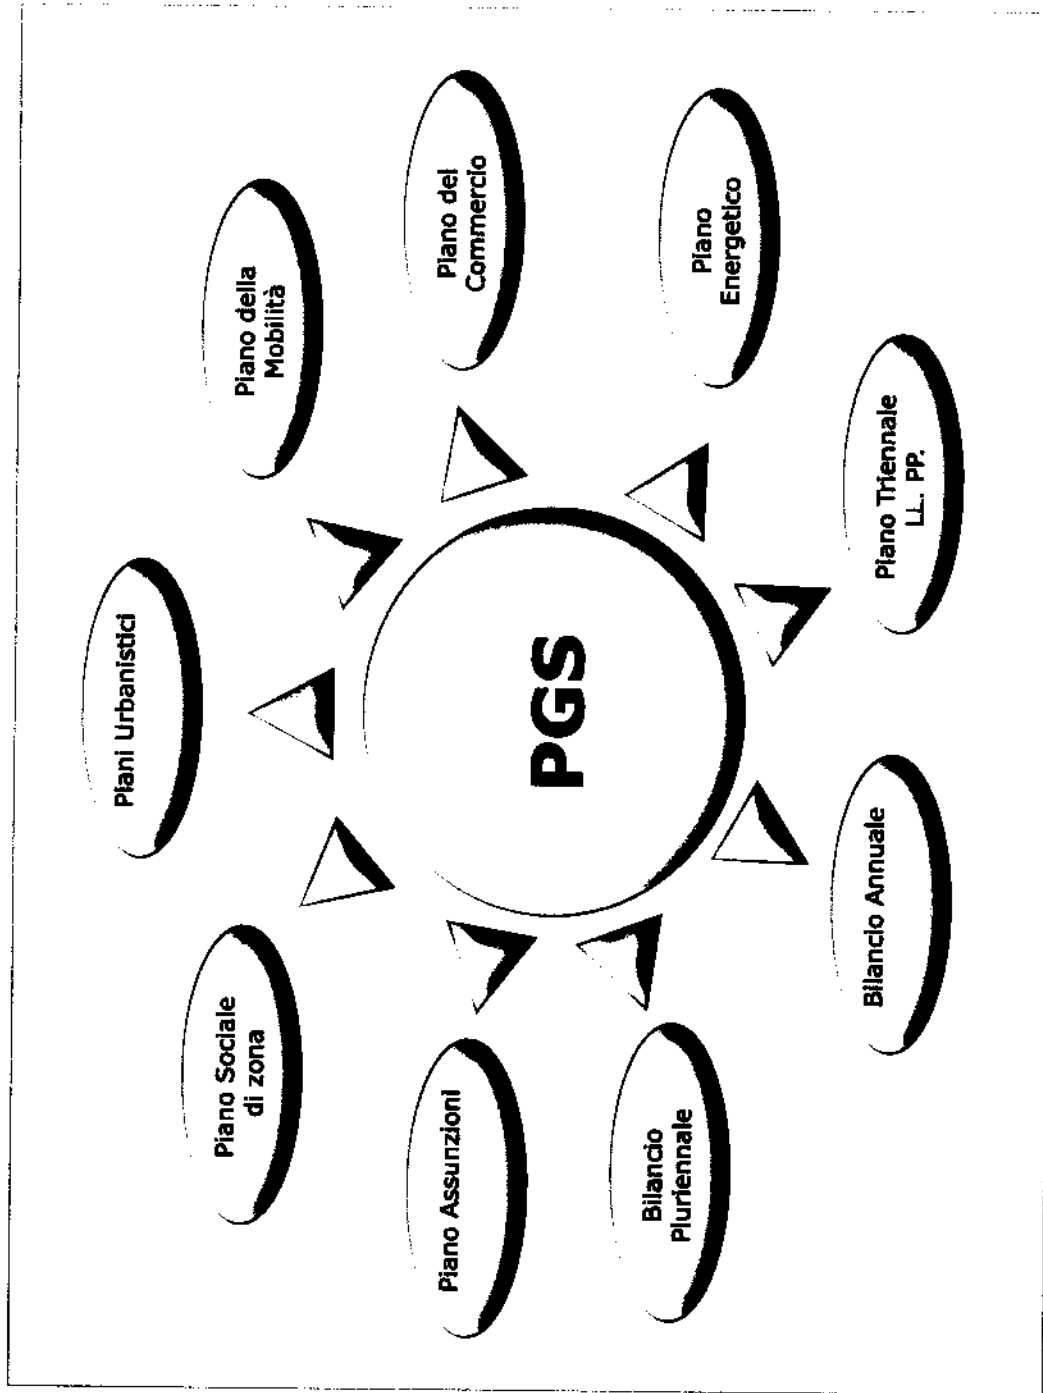 Piani Urbanistici
Piano Sociale
di zona
Piano della
Mobilità
Piano Assunzioni
Piano del
Commercio
PGS
Bilancio
Pluriennale
Piano
Energetico
Bilancio Annuale
Piano Triennale
LL. PP.